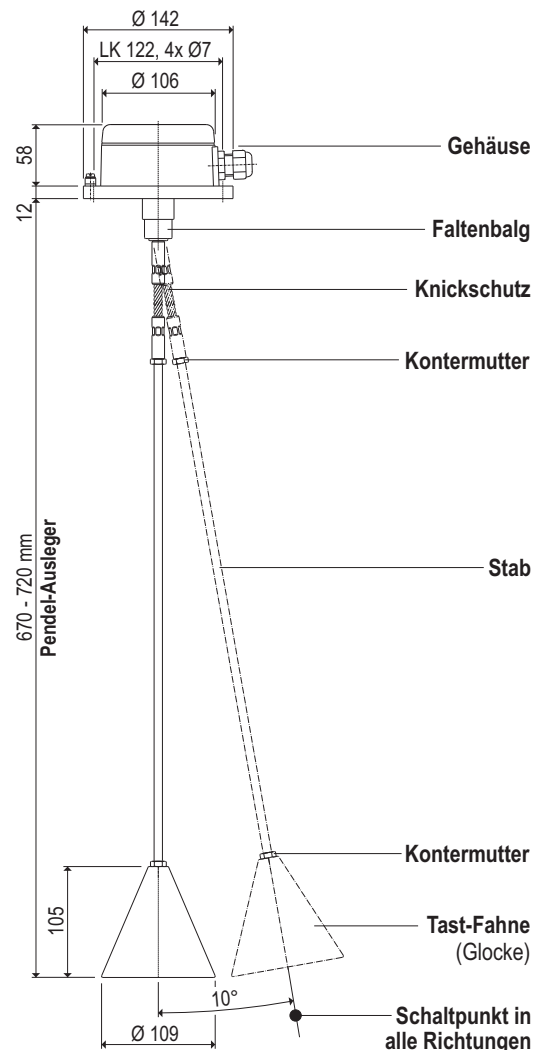 Ø 142
LK 122, 4x Ø7
Ø 106
58
12
Gehäuse
Faltenbalg
Knickschutz
Kontermutter
670 - 720 mm
Pendel-Ausleger
Stab
Kontermutter
105
Tast-Fahne
(Glocke)
10°
Ø 109
Schaltpunkt in
alle Richtungen